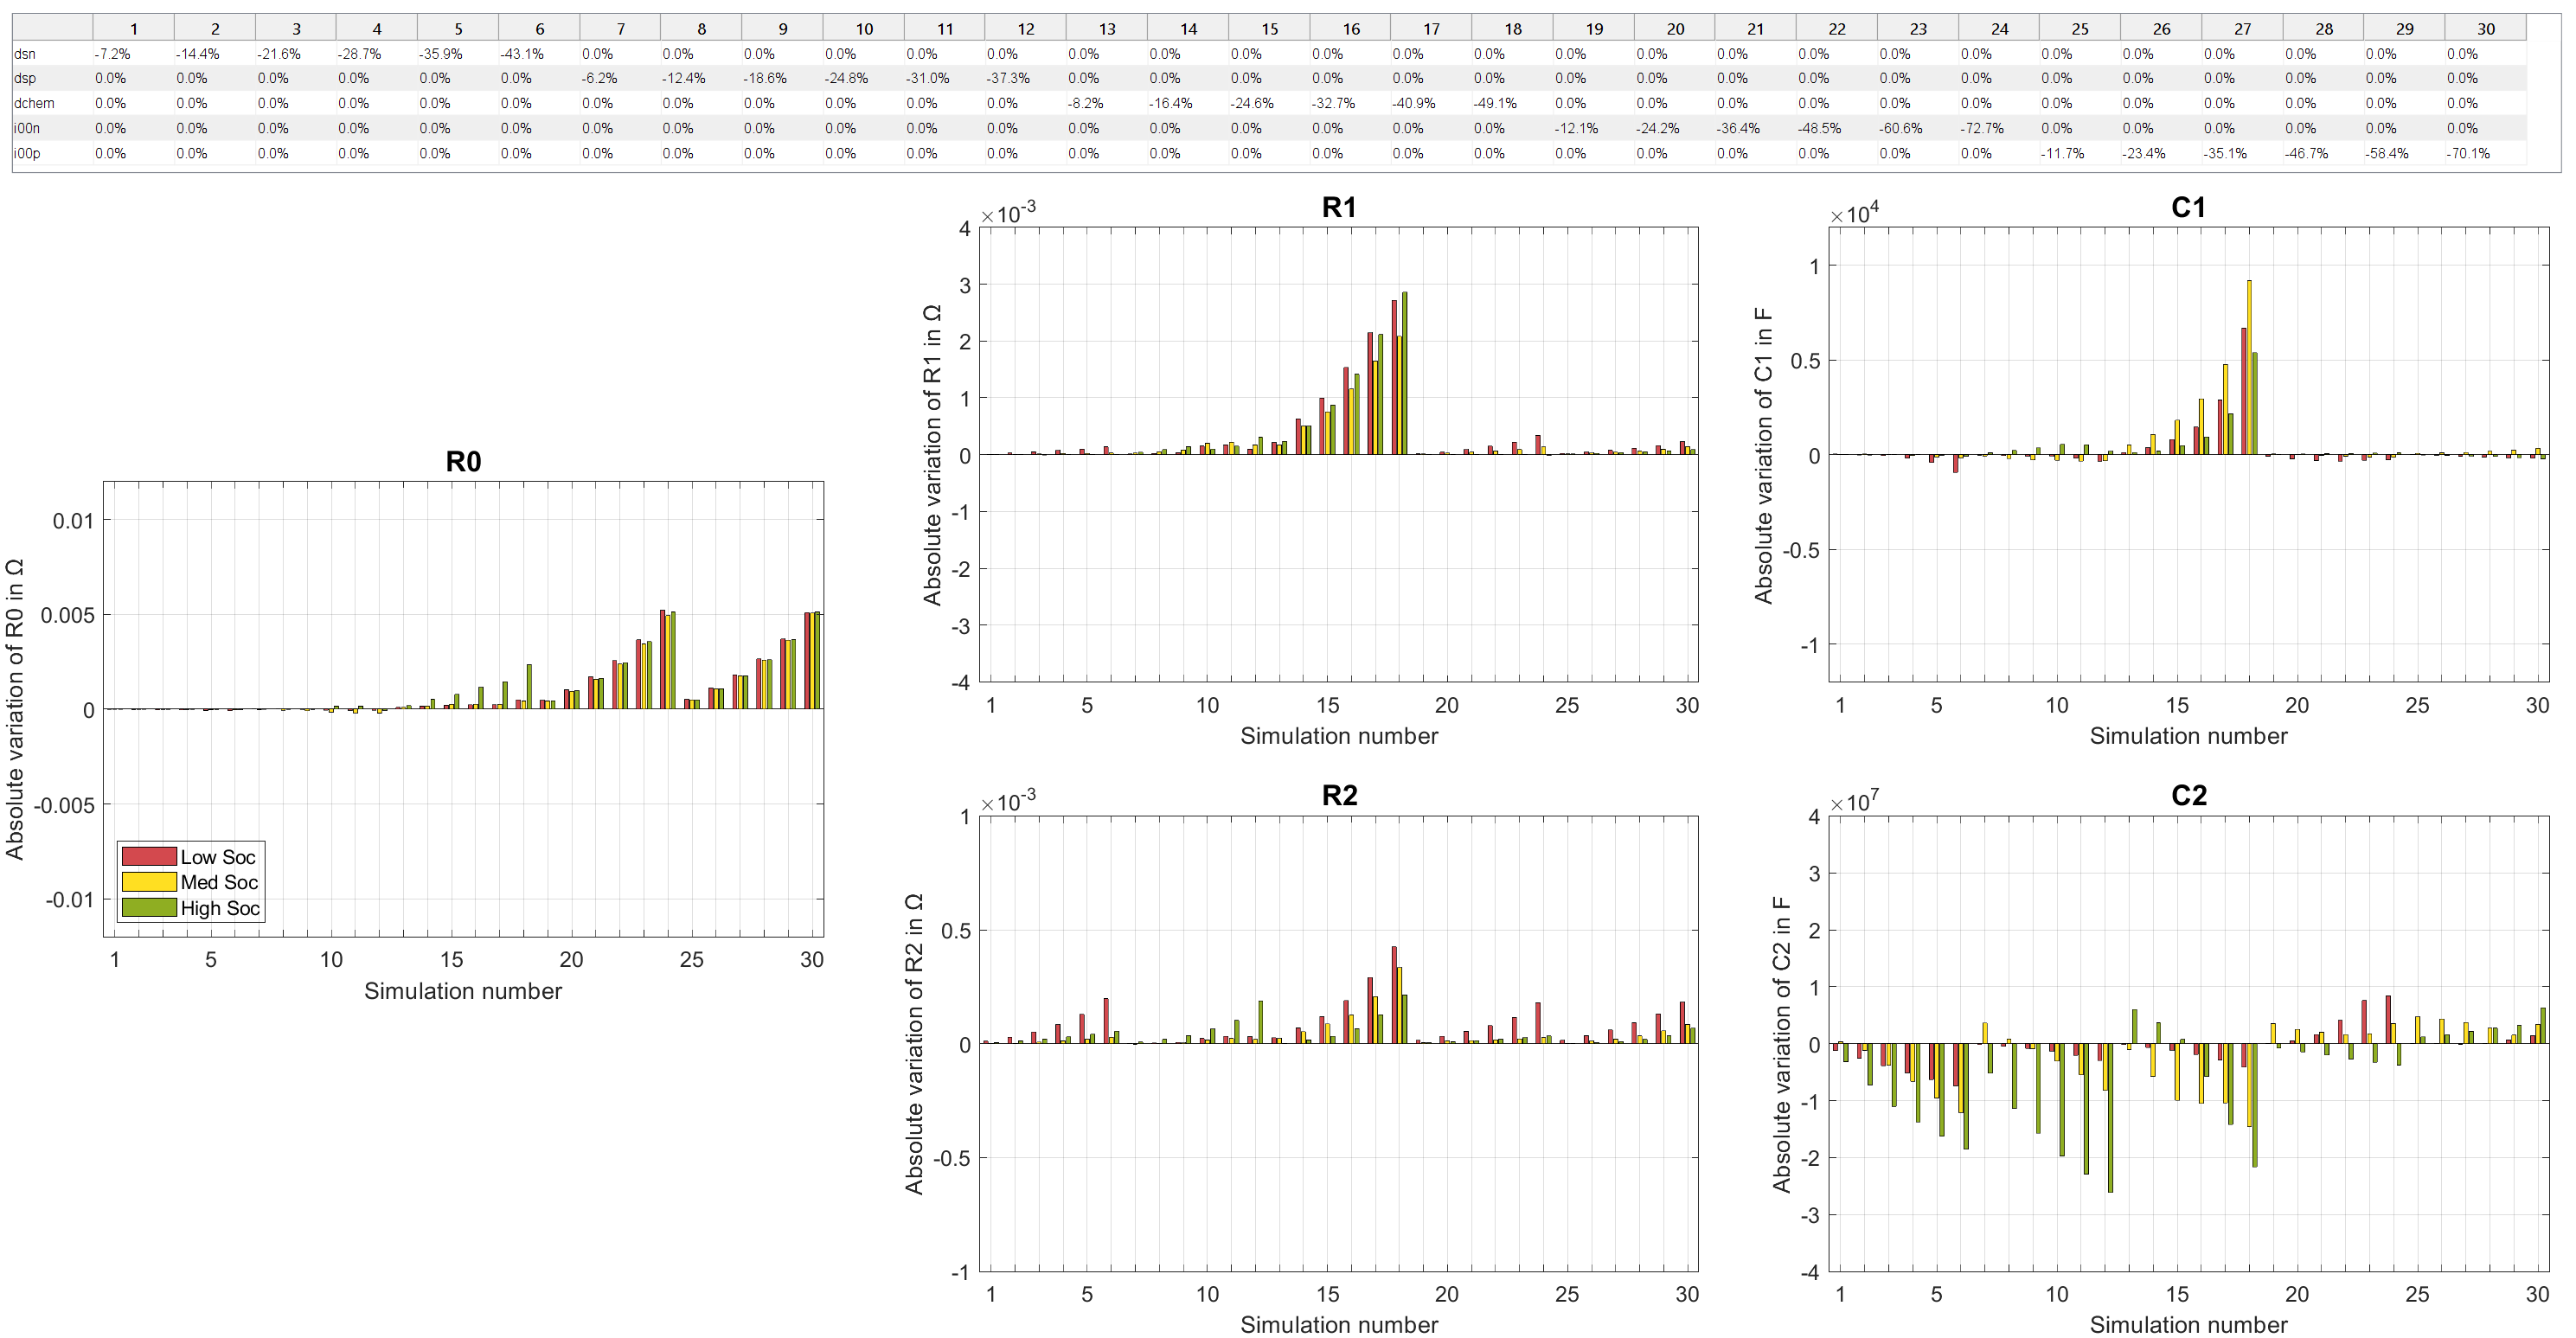 1 2 3 4 5 6 7 8 9 10 11 12 13 14 15 16 17 18 19 20 21 22 23 24 25 26 27 28 29 30
dsn -7.2% -14.4% -21.6% -28.7% -35.9% -43.1% 0.0% 0.0% 0.0% 0.0% 0.0% 0.0% 0.0% 0.0% 0.0% 0.0% 0.0% 0.0% 0.0% 0.0% 0.0% 0.0% 0.0% 0.0% 0.0% 0.0% 0.0% 0.0% 0.0% 0.0%
dsp 0.0% 0.0% 0.0% 0.0% 0.0% 0.0% -6.2% -12.4% -18.6% -24.8% -31.0% -37.3% 0.0% 0.0% 0.0% 0.0% 0.0% 0.0% 0.0% 0.0% 0.0% 0.0% 0.0% 0.0% 0.0% 0.0% 0.0% 0.0% 0.0% 0.0%
dchem 0.0% 0.0% 0.0% 0.0% 0.0% 0.0% 0.0% 0.0% 0.0% 0.0% 0.0% 0.0% -8.2% -16.4% -24.6% -32.7% -40.9% -49.1% 0.0% 0.0% 0.0% 0.0% 0.0% 0.0% 0.0% 0.0% 0.0% 0.0% 0.0% 0.0%
i00n 0.0% 0.0% 0.0% 0.0% 0.0% 0.0% 0.0% 0.0% 0.0% 0.0% 0.0% 0.0% 0.0% 0.0% 0.0% 0.0% 0.0% 0.0% -12.1% -24.2% -36.4% -48.5% -60.6% -72.7% 0.0% 0.0% 0.0% 0.0% 0.0% 0.0%
i00p 0.0% 0.0% 0.0% 0.0% 0.0% 0.0% 0.0% 0.0% 0.0% 0.0% 0.0% 0.0% 0.0% 0.0% 0.0% 0.0% 0.0% 0.0% 0.0% 0.0% 0.0% 0.0% 0.0% 0.0% -11.7% -23.4% -35.1% -46.7% -58.4% -70.1%
R0
Absolute variation of R0 in Ω
0.01
0.005
0
-0.005
-0.01
Low Soc
Med Soc
High Soc
1 5 10 15 20 25 30
Simulation number
R1
×10-3
Absolute variation of R1 in Ω
4
3
2
1
0
-1
-2
-3
-4
1 5 10 15 20 25 30
Simulation number
C1
×104
Absolute variation of C1 in F
1
0.5
0
-0.5
-1
1 5 10 15 20 25 30
Simulation number
R2
×10-3
Absolute variation of R2 in Ω
1
0.5
0
-0.5
-1
1 5 10 15 20 25 30
Simulation number
C2
×107
Absolute variation of C2 in F
4
3
2
1
0
-1
-2
-3
-4
1 5 10 15 20 25 30
Simulation number